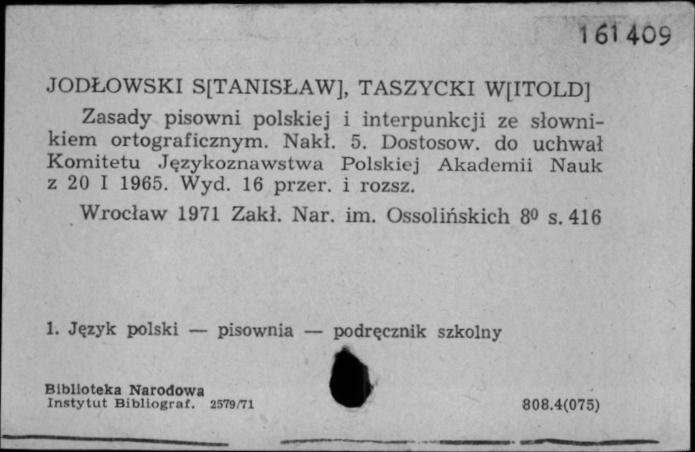 161409
JODŁOWSKI S[TANISŁAW], TASZYCKI W[ITOLD]
Zasady pisowni polskiej i interpunkcji ze słowni-
kiem ortograficznym. Nakł. 5. Dostosow. do uchwał
Komitetu Językoznawstwa Polskiej Akademii Nauk
z 20 I 1965. Wyd. 16 przer. i rozsz.
Wrocław 1971 Zakł. Nar. im. Ossolińskich 8⁰ s. 416
1. Język polski — pisownia — podręcznik szkolny
Biblioteka Narodowa
Instytut Bibliograf. 2579/71
808.4(075)